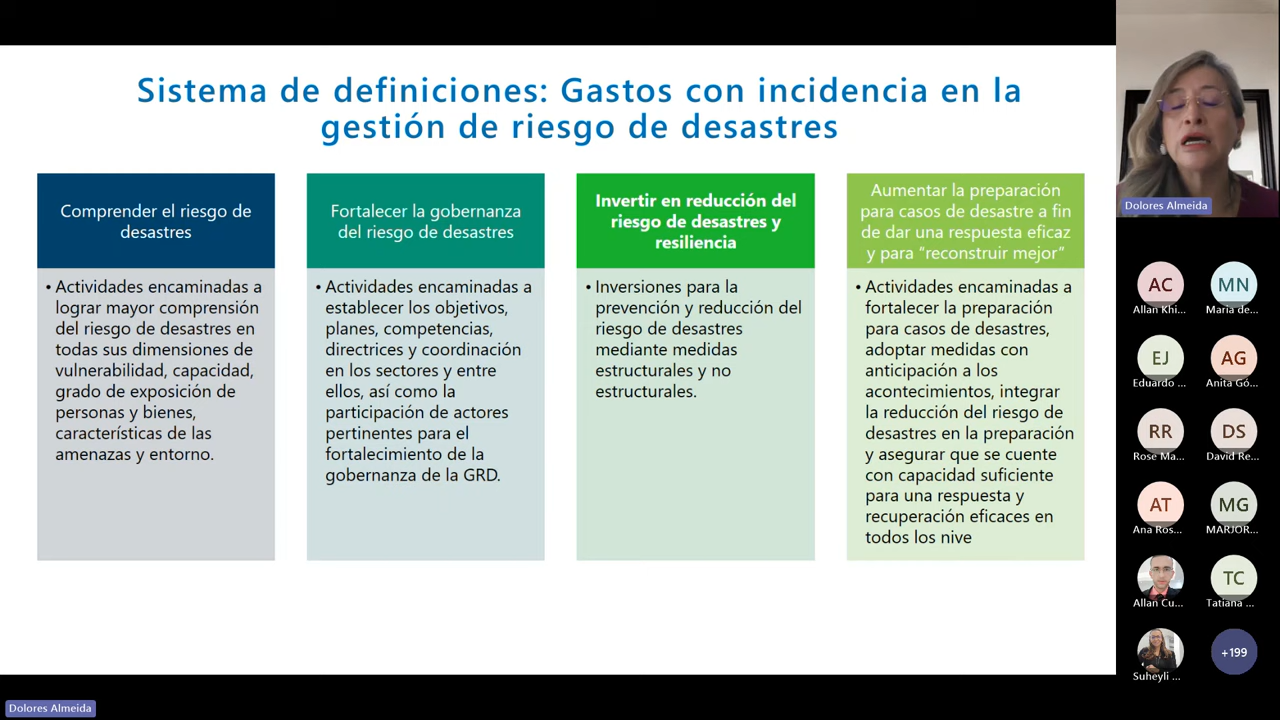 Sistema de definiciones: Gastos con incidencia en la
gestión de riesgo de desastres
Comprender el riesgo de
desastres
• Actividades encaminadas a
lograr mayor comprensión
del riesgo de desastres en
todas sus dimensiones de
vulnerabilidad, capacidad,
grado de exposición de
personas y bienes,
características de las
amenazas y entorno.
Fortalecer la gobernanza
del riesgo de desastres
• Actividades encaminadas a
establecer los objetivos,
planes, competencias,
directrices y coordinación
en los sectores y entre
ellos, así como la
participación de actores
pertinentes para el
fortalecimiento de la
gobernanza de la GRD.
Invertir en reducción del
riesgo de desastres y
resiliencia
• Inversiones para la
prevención y reducción del
riesgo de desastres
mediante medidas
estructurales y no
estructurales.
Aumentar la preparación
para casos de desastre a fin
de dar una respuesta eficaz
y para “reconstruir mejor”
• Actividades encaminadas a
fortalecer la preparación
para casos de desastres,
adoptar medidas con
anticipación a los
acontecimientos, integrar
la reducción del riesgo de
desastres en la preparación
y asegurar que se cuente
con capacidad suficiente
para una respuesta y
recuperación eficaces en
todos los nive
Dolores Almeida
AC
Allan Khi...
MN
Maria de...
EJ
Eduardo ...
AG
Anita Gó...
RR
Rose Ma...
DS
David Re...
AT
Ana Ros...
MG
MARJOR...
Allan Cu...
TC
Tatiana ...
Suheyli ...
+199
Dolores Almeida